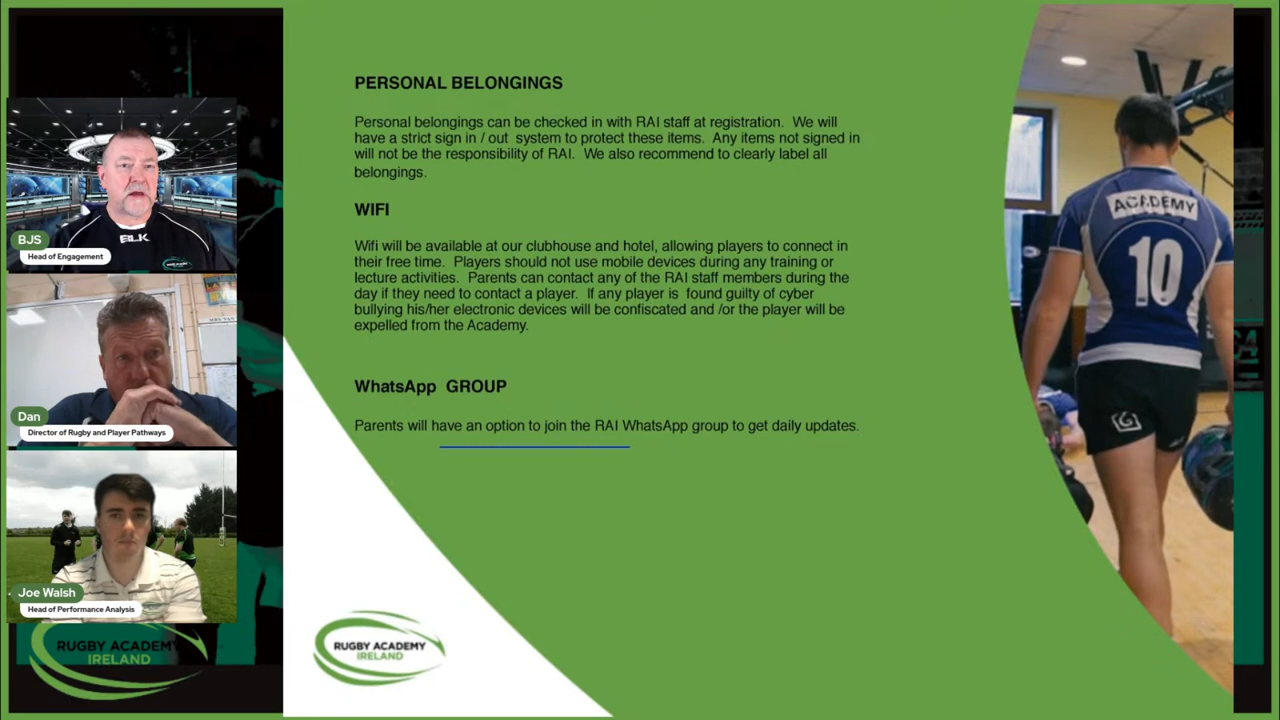 PERSONAL BELONGINGS
Personal belongings can be checked in with RAI staff at registration. We will
have a strict sign in / out system to protect these items. Any items not signed in
will not be the responsibility of RAI. We also recommend to clearly label all
belongings.
WIFI
Wifi will be available at our clubhouse and hotel, allowing players to connect in
their free time. Players should not use mobile devices during any training or
lecture activities. Parents can contact any of the RAI staff members during the
day if they need to contact a player. If any player is found guilty of cyber
bullying his/her electronic devices will be confiscated and /or the player will be
expelled from the Academy.
WhatsApp GROUP
Parents will have an option to join the RAI WhatsApp group to get daily updates.
BLK
BJS
Head of Engagement
Dan
Director of Rugby and Player Pathways
Joe Walsh
Head of Performance Analysis
RUGBY ACADEMY
IRELAND
RUGBY ACADEMY
IRELAND
ACADEMY
10